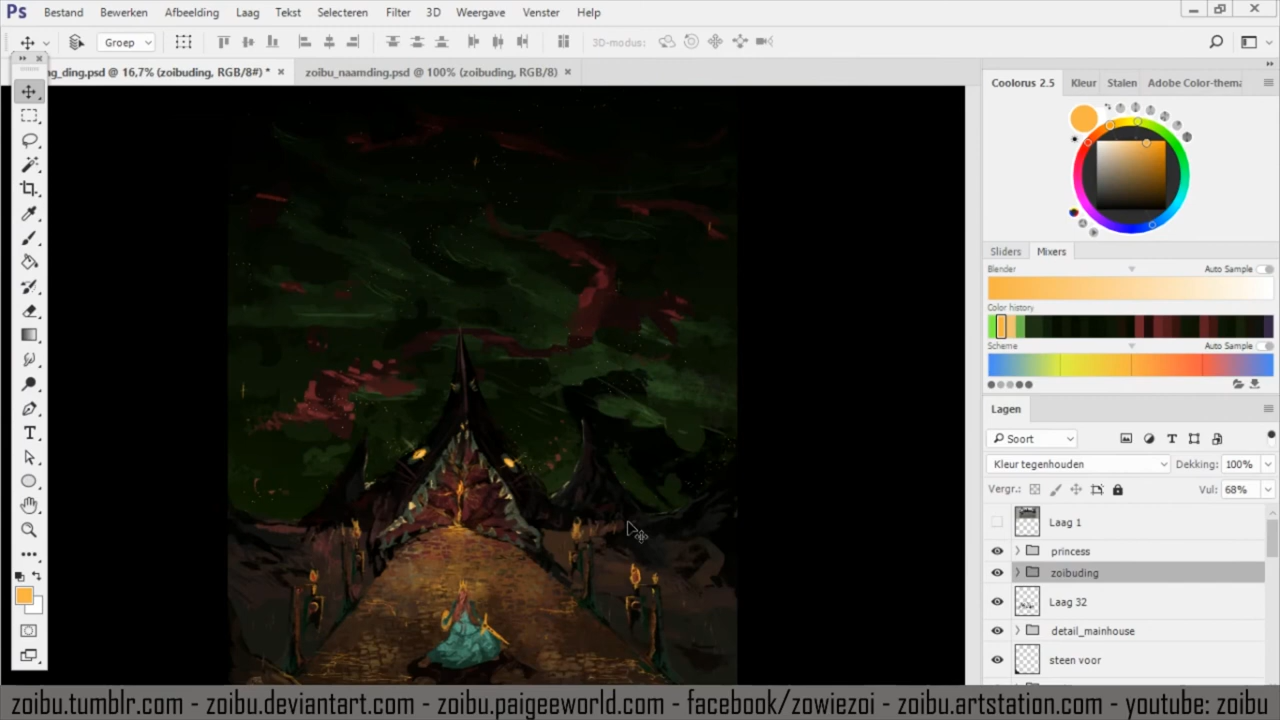 Ps Bestand Bewerken Afbeelding Laag Tekst Selecteren Filter 3D Weergave Venster Help
Groep 3D-modus:
g_ding.psd @ 16,7% (zoibuding, RGB/8#) * × zoibu_naamding.psd @ 100% (zoibuding, RGB/8) ×
Coolorus 2.5 Kleur Stalen Adobe Color-thema
Sliders Mixers
Blender Auto Sample
Color history
Scheme Auto Sample
Lagen
Soort
Kleur tegenhouden Dekking: 100%
Vergr.: Vul: 68%
Laag 1
princess
zoibuding
Laag 32
detail_mainhouse
steen voor
zoibu.tumblr.com - zoibu.deviantart.com - zoibu.paigeeworld.com - facebook/zowiezoi - zoibu.artstation.com - youtube: zoibu